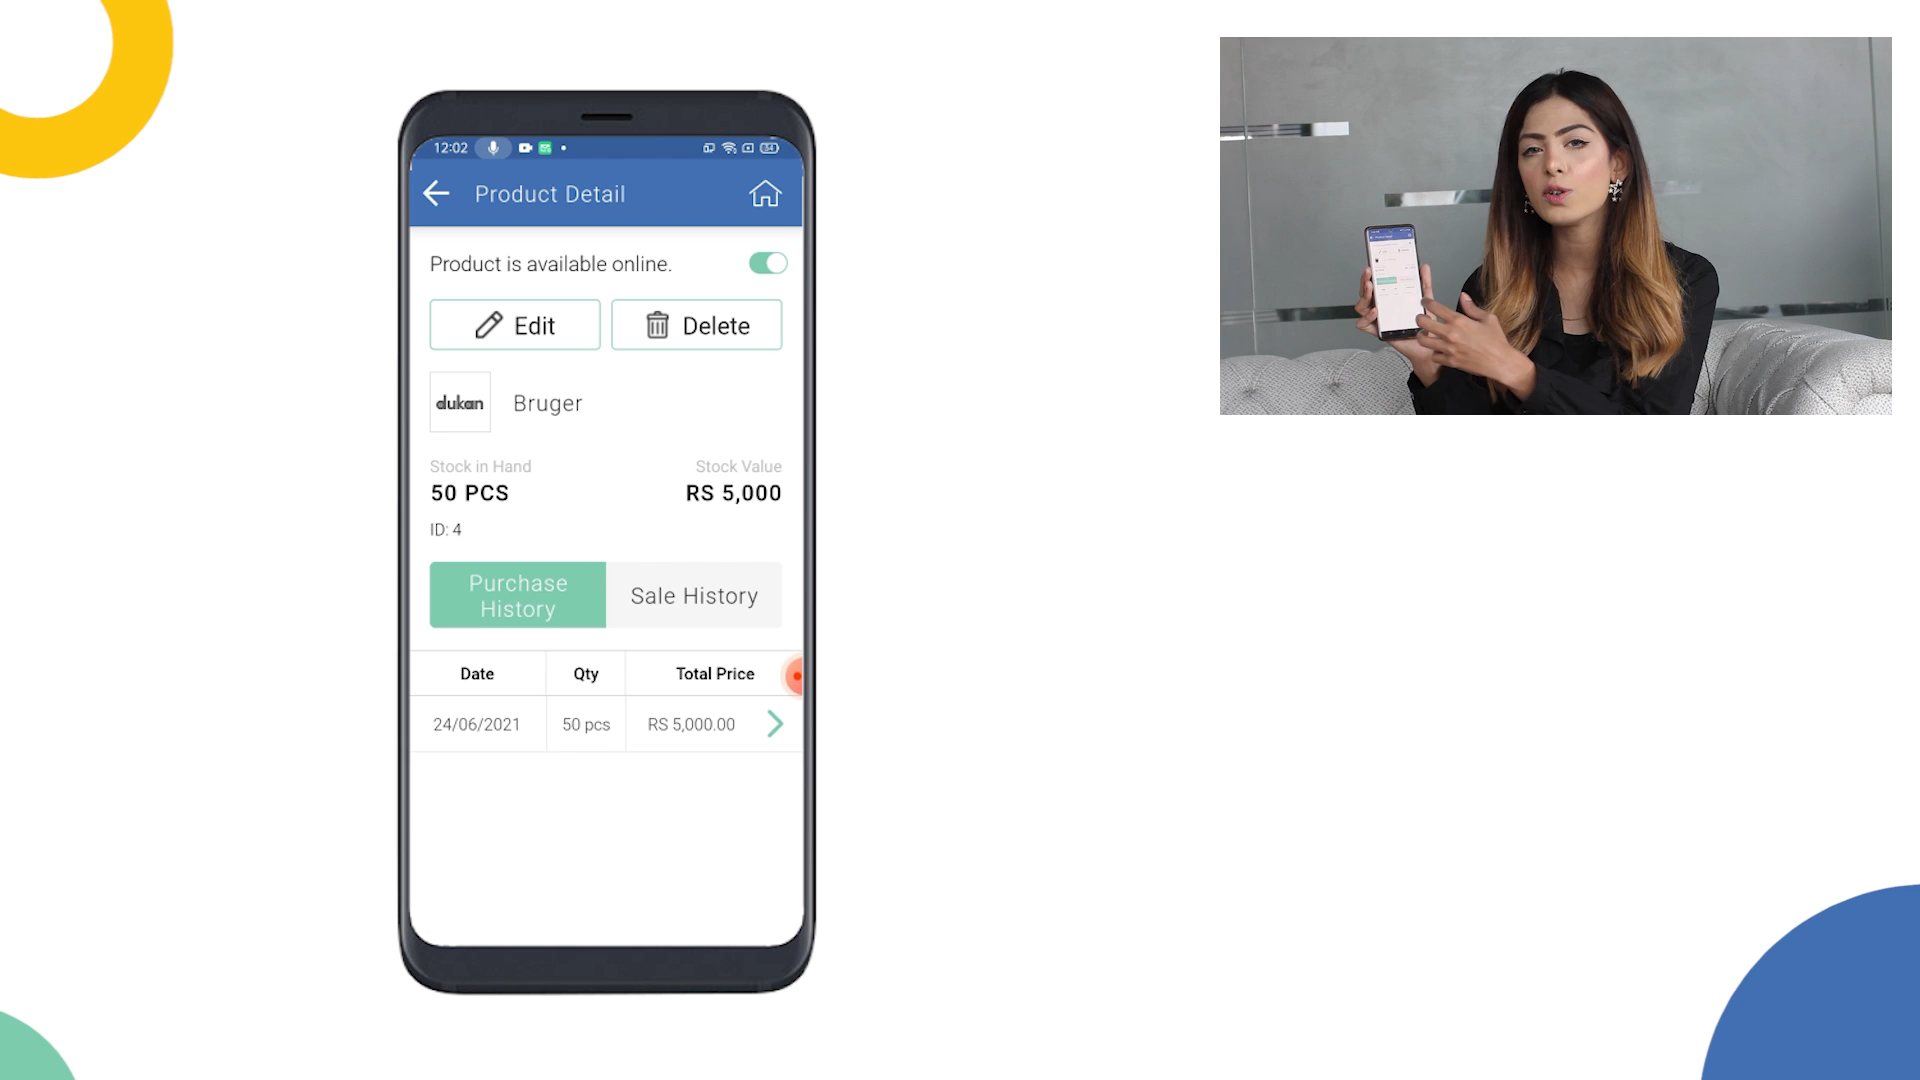 12:02
84
Product Detail
Product is available online.
Edit
Delete
dukan
Bruger
Stock in Hand
Stock Value
50 PCS
RS 5,000
ID: 4
Purchase
History
Sale History
Date
Qty
Total Price
24/06/2021
50 pcs
RS 5,000.00